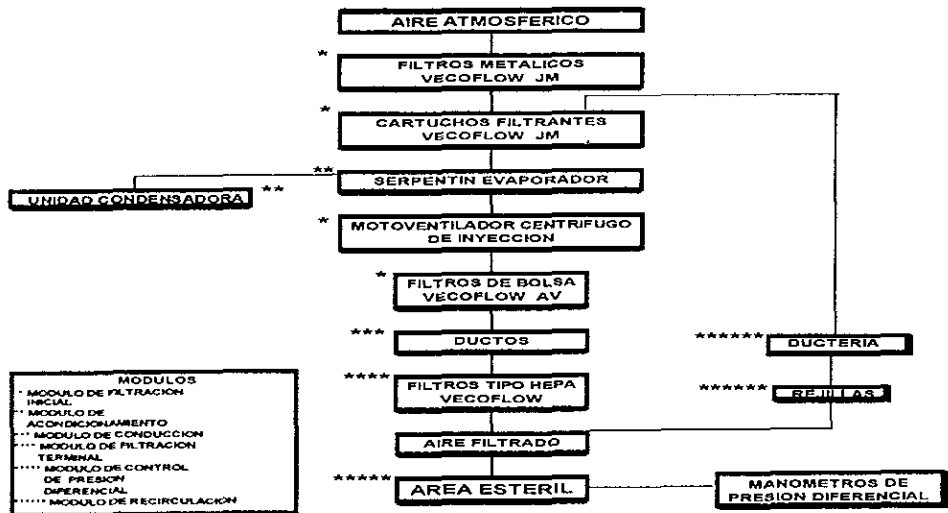 AIRE ATMOSFERICO
*
FILTROS METALICOS
VECOFLOW JM
*
CARTUCHOS FILTRANTES
VECOFLOW JM
**
SERPENTIN EVAPORADOR
UNIDAD CONDENSADORA
**
*
MOTOVENTILADOR CENTRIFUGO
DE INYECCION
*
FILTROS DE BOLSA
VECOFLOW AV
***
DUCTOS
******
DUCTERIA
****
FILTROS TIPO HEPA
VECOFLOW
******
REJILLAS
AIRE FILTRADO
*****
AREA ESTERIL
MANOMETROS DE
PRESION DIFERENCIAL
MODULOS
* MODULO DE FILTRACION
INICIAL
** MODULO DE
ACONDICIONAMIENTO
*** MODULO DE CONDUCCION
**** MODULO DE FILTRACION
TERMINAL
***** MODULO DE CONTROL
DE PRESION
DIFERENCIAL
****** MODULO DE RECIRCULACIÓN